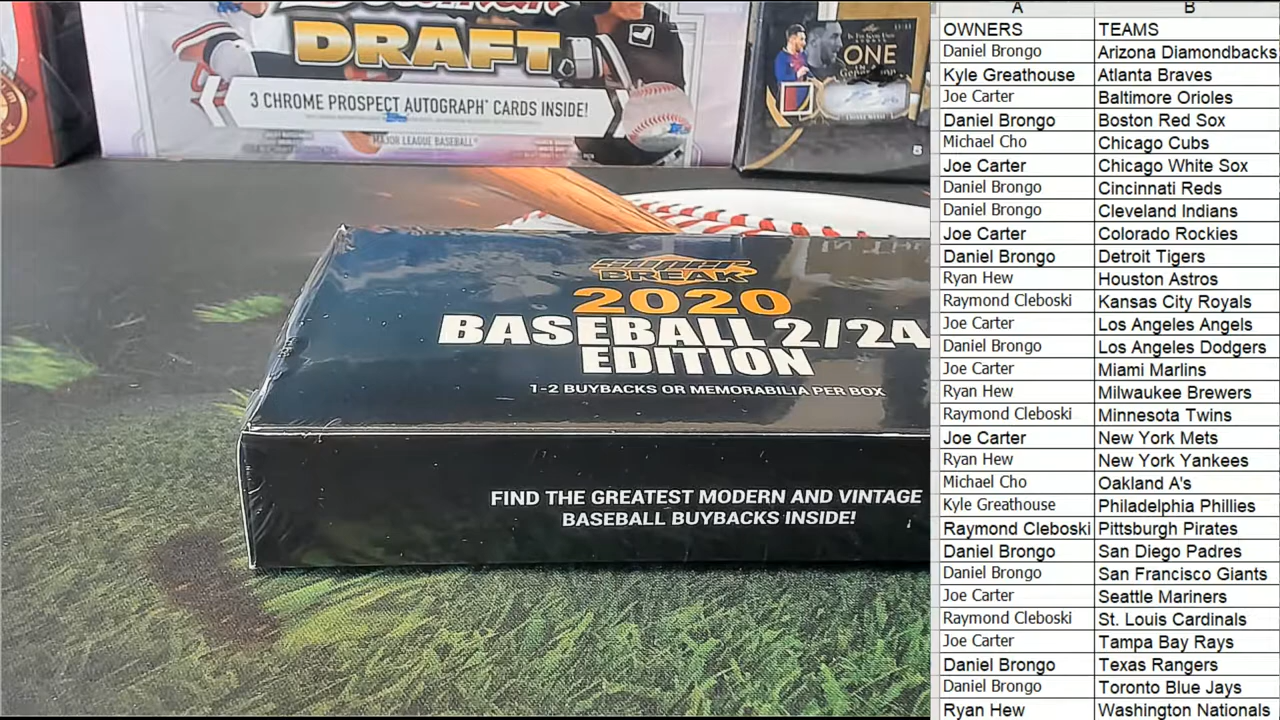 DRAFT
3 CHROME PROSPECT AUTOGRAPH CARDS INSIDE!
topps
MAJOR LEAGUE BASEBALL
ONE
BREAK
2020
BASEBALL 2/24
EDITION
1-2 BUYBACKS OR MEMORABILIA PER BOX
FIND THE GREATEST MODERN AND VINTAGE
BASEBALL BUYBACKS INSIDE!
A B
OWNERS TEAMS
Daniel Brongo Arizona Diamondbacks
Kyle Greathouse Atlanta Braves
Joe Carter Baltimore Orioles
Daniel Brongo Boston Red Sox
Michael Cho Chicago Cubs
Joe Carter Chicago White Sox
Daniel Brongo Cincinnati Reds
Daniel Brongo Cleveland Indians
Joe Carter Colorado Rockies
Daniel Brongo Detroit Tigers
Ryan Hew Houston Astros
Raymond Cleboski Kansas City Royals
Joe Carter Los Angeles Angels
Daniel Brongo Los Angeles Dodgers
Joe Carter Miami Marlins
Ryan Hew Milwaukee Brewers
Raymond Cleboski Minnesota Twins
Joe Carter New York Mets
Ryan Hew New York Yankees
Michael Cho Oakland A's
Kyle Greathouse Philadelphia Phillies
Raymond Cleboski Pittsburgh Pirates
Daniel Brongo San Diego Padres
Daniel Brongo San Francisco Giants
Joe Carter Seattle Mariners
Raymond Cleboski St. Louis Cardinals
Joe Carter Tampa Bay Rays
Daniel Brongo Texas Rangers
Daniel Brongo Toronto Blue Jays
Ryan Hew Washington Nationals